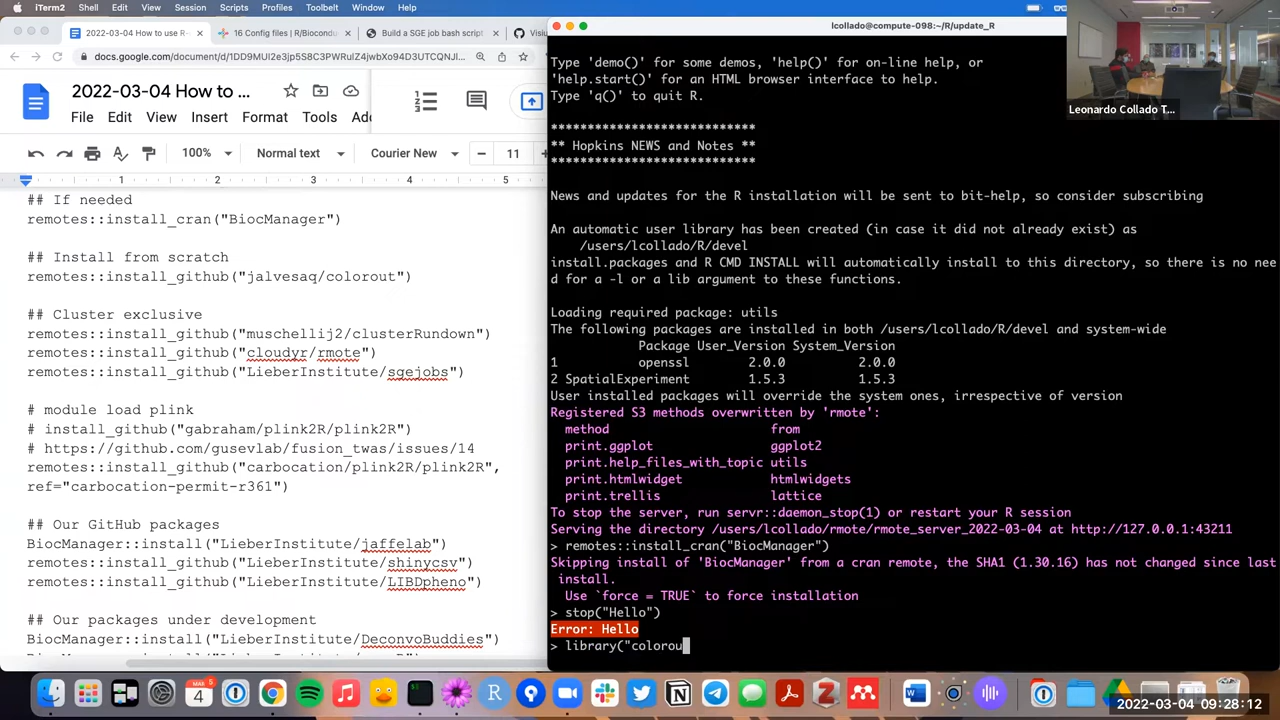 iTerm2 Shell Edit View Session Scripts Profiles Toolbelt Window Help
2022-03-04 How to use R-
16 Config files | R/Biocondu
Build a SGE job bash script
Visiu
docs.google.com/document/d/1DD9MUI2e3jp5S8C3PWRulZ4jwbXo94D3UTCQNJl...
2022-03-04 How to ...
File Edit View Insert Format Tools Ad
100% Normal text Courier New 11
1 2 3 4 5
## If needed
remotes::install_cran("BiocManager")
## Install from scratch
remotes::install_github("jalvesaq/colorout")
## Cluster exclusive
remotes::install_github("muschellij2/clusterRundown")
remotes::install_github("cloudyr/rmote")
remotes::install_github("LieberInstitute/sgejobs")
# module load plink
# install_github("gabraham/plink2R/plink2R")
# https://github.com/gusevlab/fusion_twas/issues/14
remotes::install_github("carbocation/plink2R/plink2R",
ref="carbocation-permit-r361")
## Our GitHub packages
BiocManager::install("LieberInstitute/jaffelab")
remotes::install_github("LieberInstitute/shinycsv")
remotes::install_github("LieberInstitute/LIBDpheno")
## Our packages under development
BiocManager::install("LieberInstitute/DeconvoBuddies")
lcollado@compute-098:~/R/update_R
Type 'demo()' for some demos, 'help()' for on-line help, or
'help.start()' for an HTML browser interface to help.
Type 'q()' to quit R.
****************************
** Hopkins NEWS and Notes **
****************************
News and updates for the R installation will be sent to bit-help, so consider subscribing
An automatic user library has been created (in case it did not already exist) as
/users/lcollado/R/devel
install.packages and R CMD INSTALL will automatically install to this directory, so there is no nee
d for a -l or a lib argument to these functions.
Loading required package: utils
The following packages are installed in both /users/lcollado/R/devel and system-wide
Package User_Version System_Version
1 openssl 2.0.0 2.0.0
2 SpatialExperiment 1.5.3 1.5.3
User installed packages will override the system ones, irrespective of version
Registered S3 methods overwritten by 'rmote':
method from
print.ggplot ggplot2
print.help_files_with_topic utils
print.htmlwidget htmlwidgets
print.trellis lattice
To stop the server, run servr::daemon_stop(1) or restart your R session
Serving the directory /users/lcollado/rmote/rmote_server_2022-03-04 at http://127.0.0.1:43211
> remotes::install_cran("BiocManager")
Skipping install of 'BiocManager' from a cran remote, the SHA1 (1.30.16) has not changed since last
install.
Use `force = TRUE` to force installation
> stop("Hello")
Error: Hello
> library("colorou
Leonardo Collado T...
MAR 5
4
2022-03-04 09:28:12